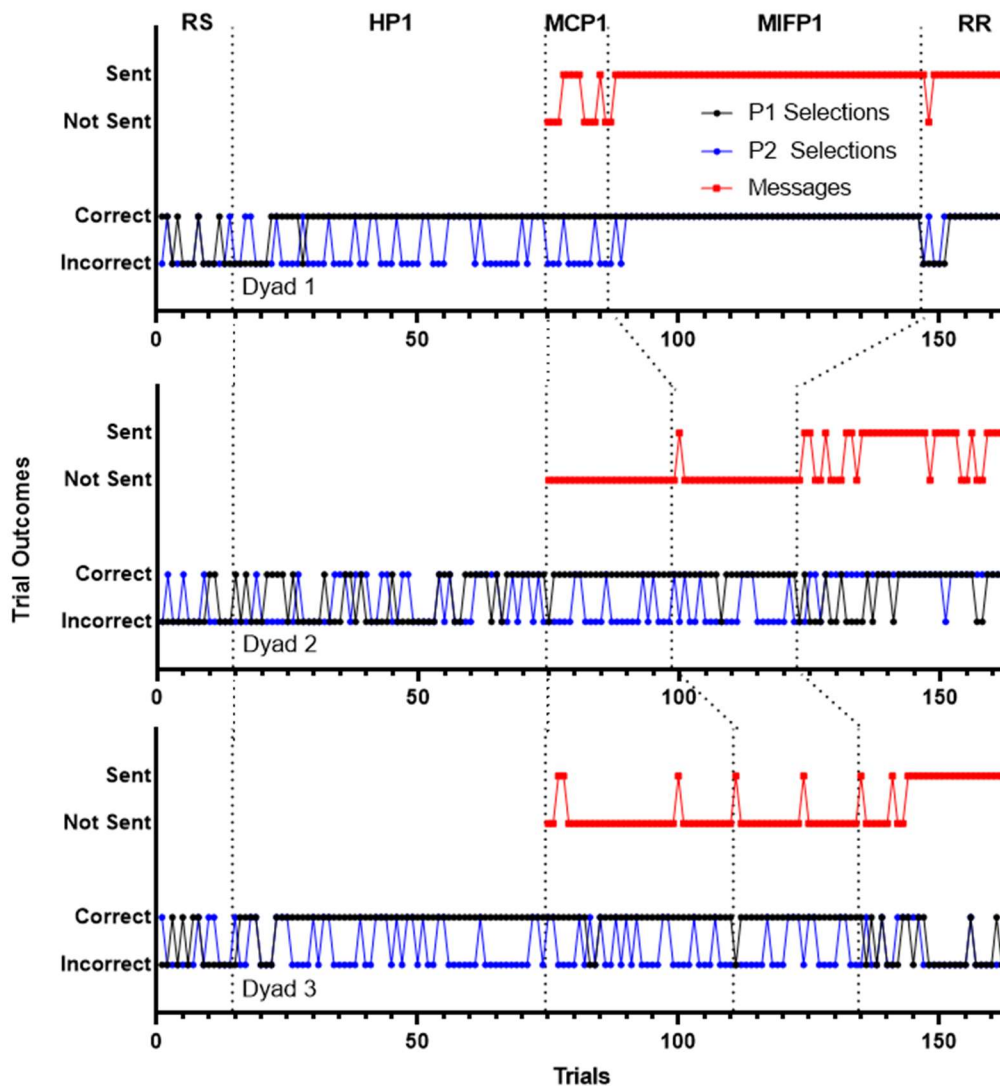 RS HP1 MCP1 MIFP1 RR
Sent
Not Sent
P1 Selections
P2 Selections
Messages
Correct
Incorrect
Dyad 1
0 50 100 150
Sent
Not Sent
Correct
Incorrect
Dyad 2
0 50 100 150
Trial Outcomes
Sent
Not Sent
Correct
Incorrect
Dyad 3
0 50 100 150
Trials